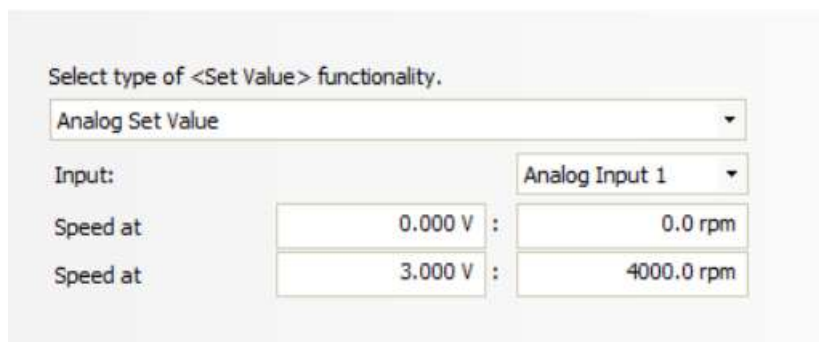 Select type of <Set Value> functionality.
Analog Set Value
Input: Analog Input 1
Speed at 0.000 V : 0.0 rpm
Speed at 3.000 V : 4000.0 rpm